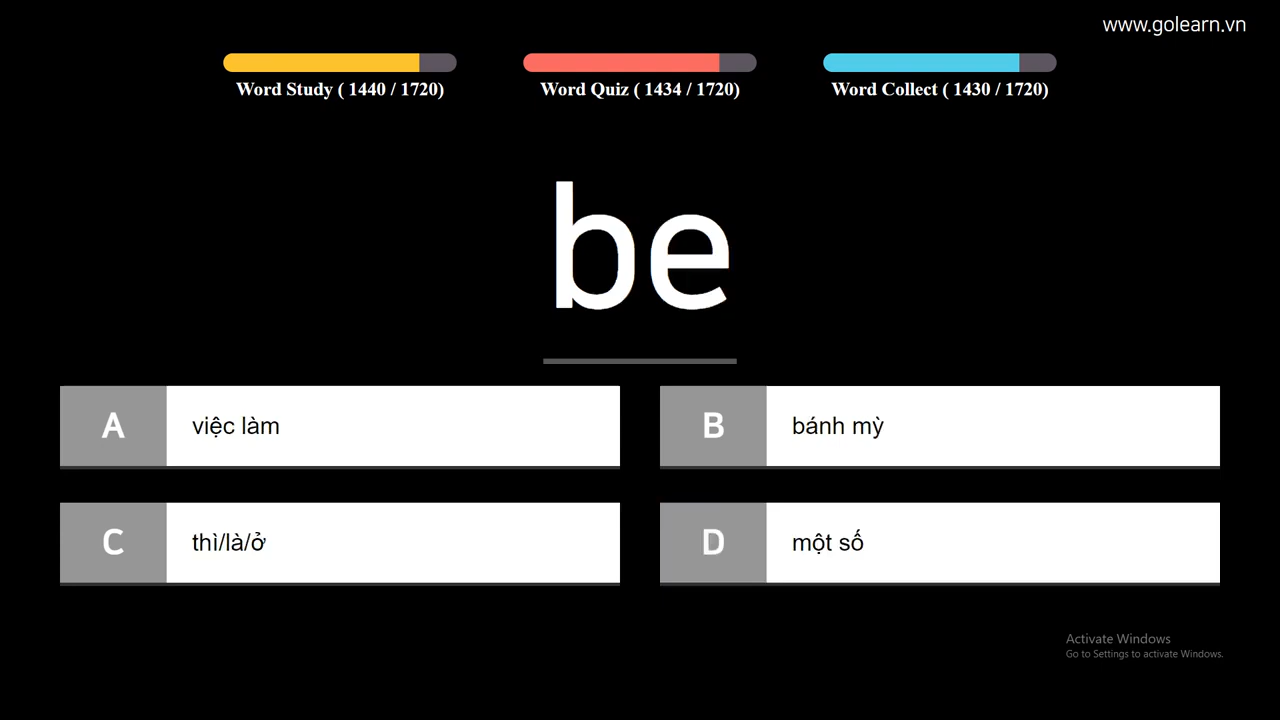 www.golearn.vn
Word Study ( 1440 / 1720)
Word Quiz ( 1434 / 1720)
Word Collect ( 1430 / 1720)
be
A
việc làm
B
bánh mỳ
C
thì/là/ở
D
một số
Activate Windows
Go to Settings to activate Windows.